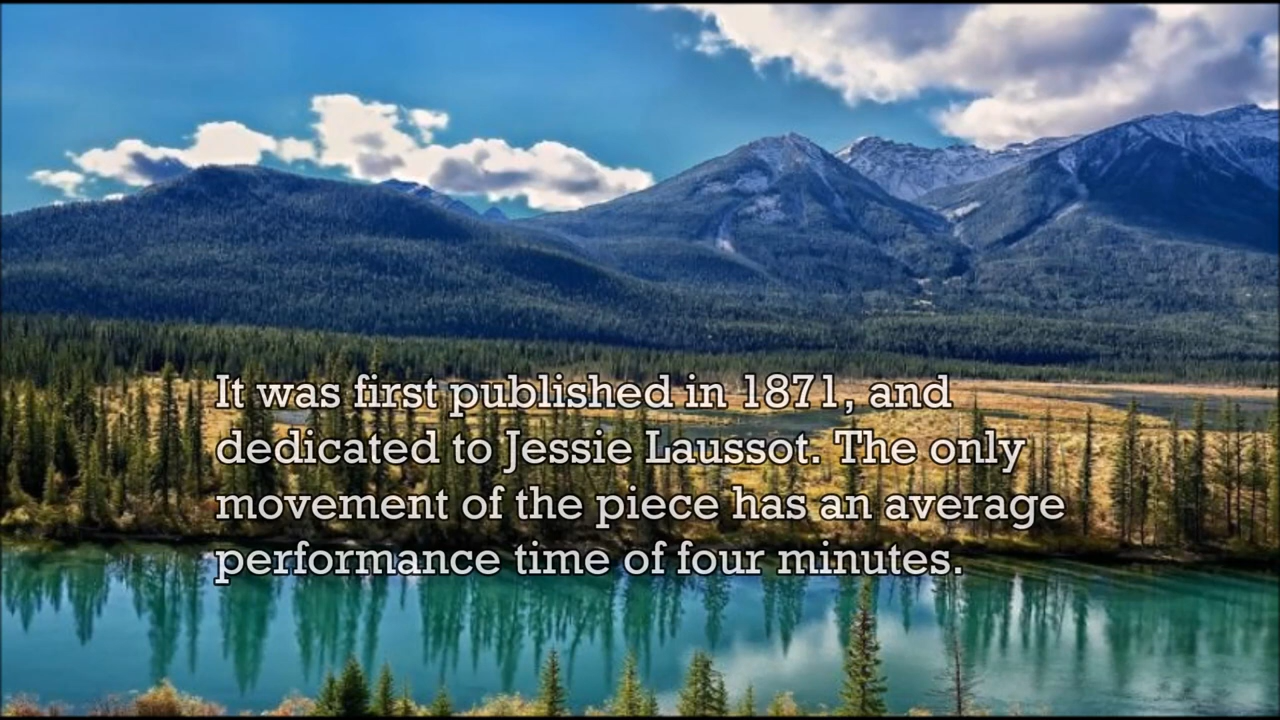 It was first published in 1871, and
dedicated to Jessie Laussot. The only
movement of the piece has an average
performance time of four minutes.